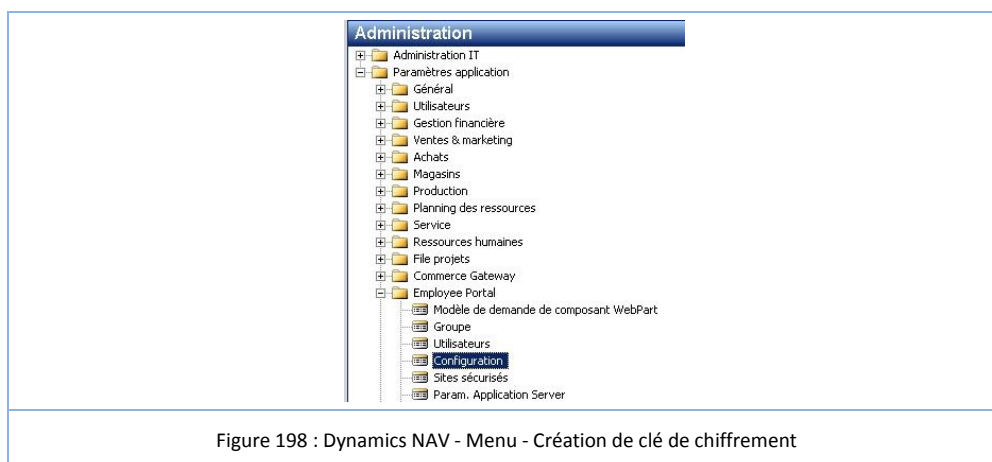 Administration
Administration IT
Paramètres application
Général
Utilisateurs
Gestion financière
Ventes & marketing
Achats
Magasins
Production
Planning des ressources
Service
Ressources humaines
File projets
Commerce Gateway
Employee Portal
Modèle de demande de composant WebPart
Groupe
Utilisateurs
Configuration
Sites sécurisés
Param. Application Server
Figure 198 : Dynamics NAV - Menu - Création de clé de chiffrement